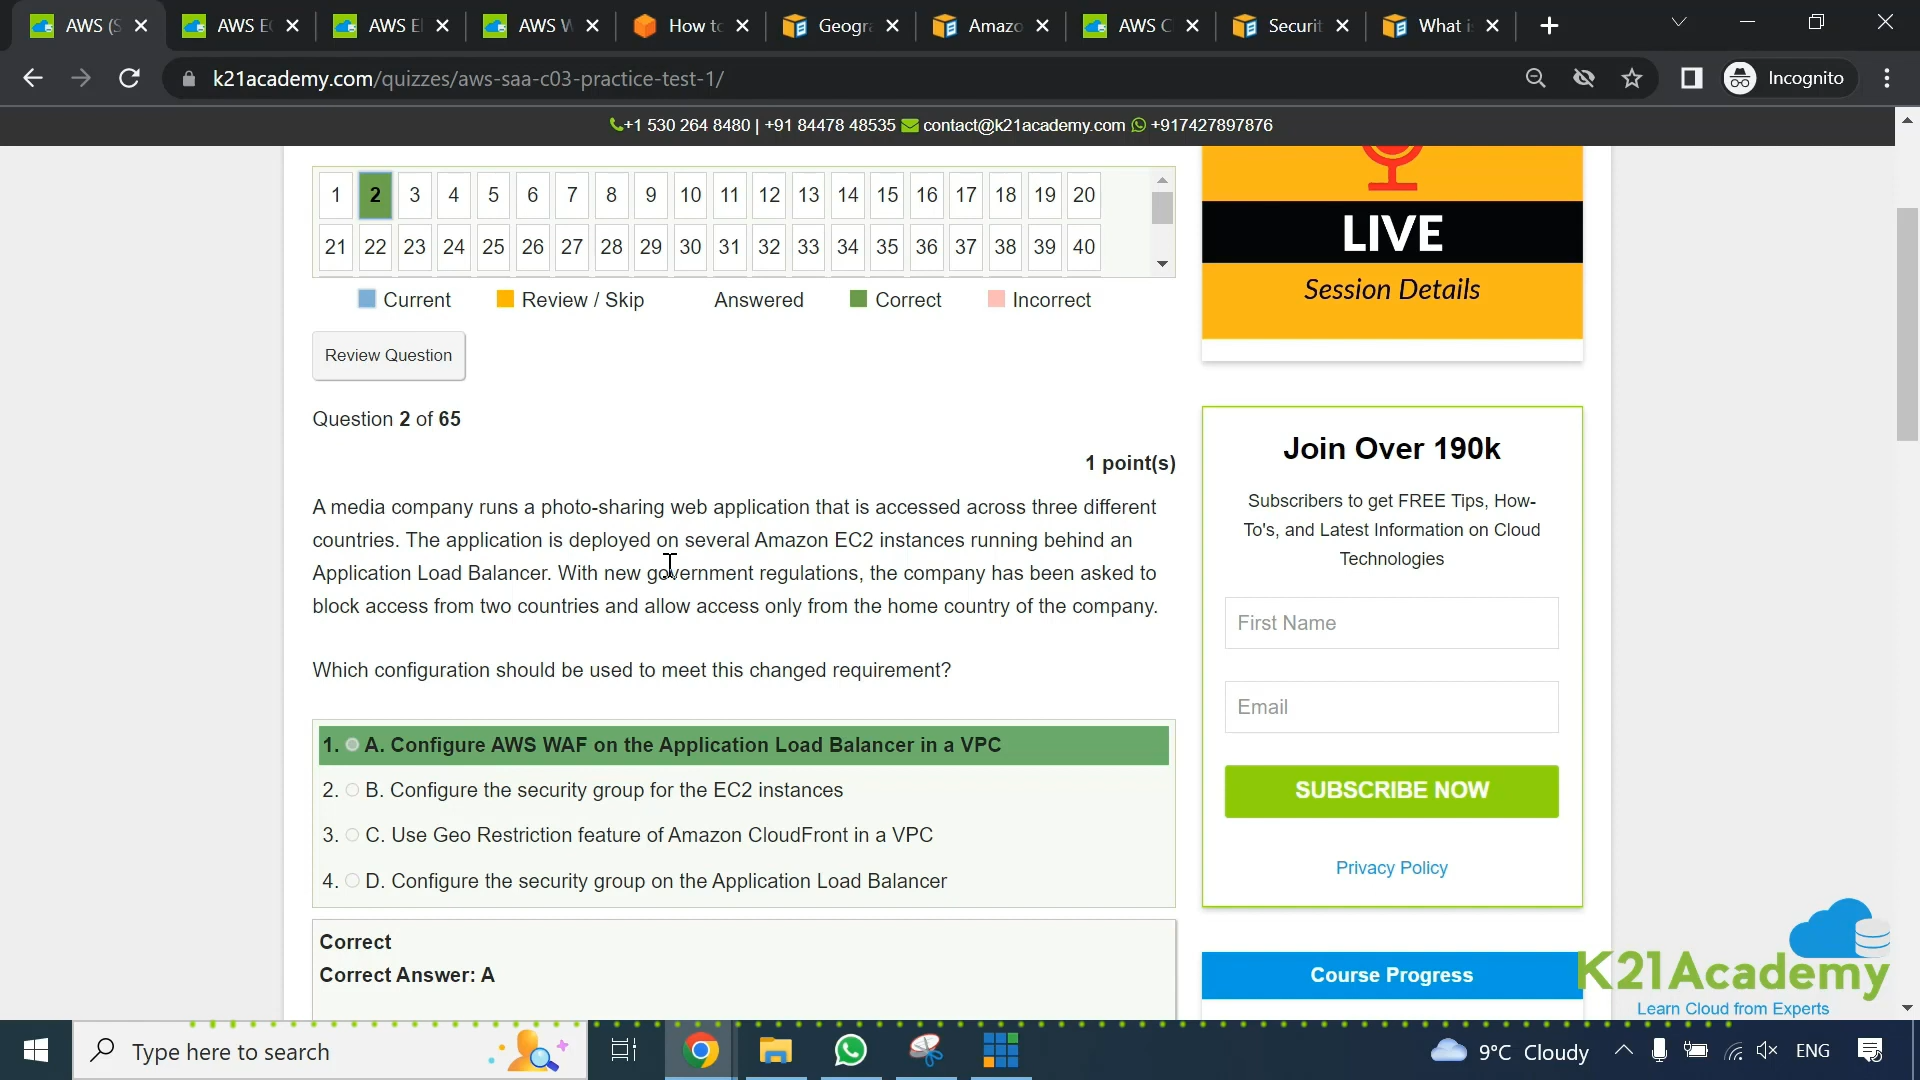 AWS (S
AWS E
AWS El
AWS W
How to
Geogra
Amazo
AWS C
Securit
What i
k21academy.com/quizzes/aws-saa-c03-practice-test-1/
Incognito
+1 530 264 8480 | +91 84478 48535 contact@k21academy.com +917427897876
1 2 3 4 5 6 7 8 9 10 11 12 13 14 15 16 17 18 19 20
21 22 23 24 25 26 27 28 29 30 31 32 33 34 35 36 37 38 39 40
Current Review / Skip Answered Correct Incorrect
Review Question
Question 2 of 65
1 point(s)
A media company runs a photo-sharing web application that is accessed across three different
countries. The application is deployed on several Amazon EC2 instances running behind an
Application Load Balancer. With new government regulations, the company has been asked to
block access from two countries and allow access only from the home country of the company.
Which configuration should be used to meet this changed requirement?
1. A. Configure AWS WAF on the Application Load Balancer in a VPC
2. B. Configure the security group for the EC2 instances
3. C. Use Geo Restriction feature of Amazon CloudFront in a VPC
4. D. Configure the security group on the Application Load Balancer
Correct
Correct Answer: A
LIVE
Session Details
Join Over 190k
Subscribers to get FREE Tips, How-
To's, and Latest Information on Cloud
Technologies
First Name
Email
SUBSCRIBE NOW
Privacy Policy
Course Progress
K21Academy
Learn Cloud from Experts
Type here to search
9°C Cloudy
ENG